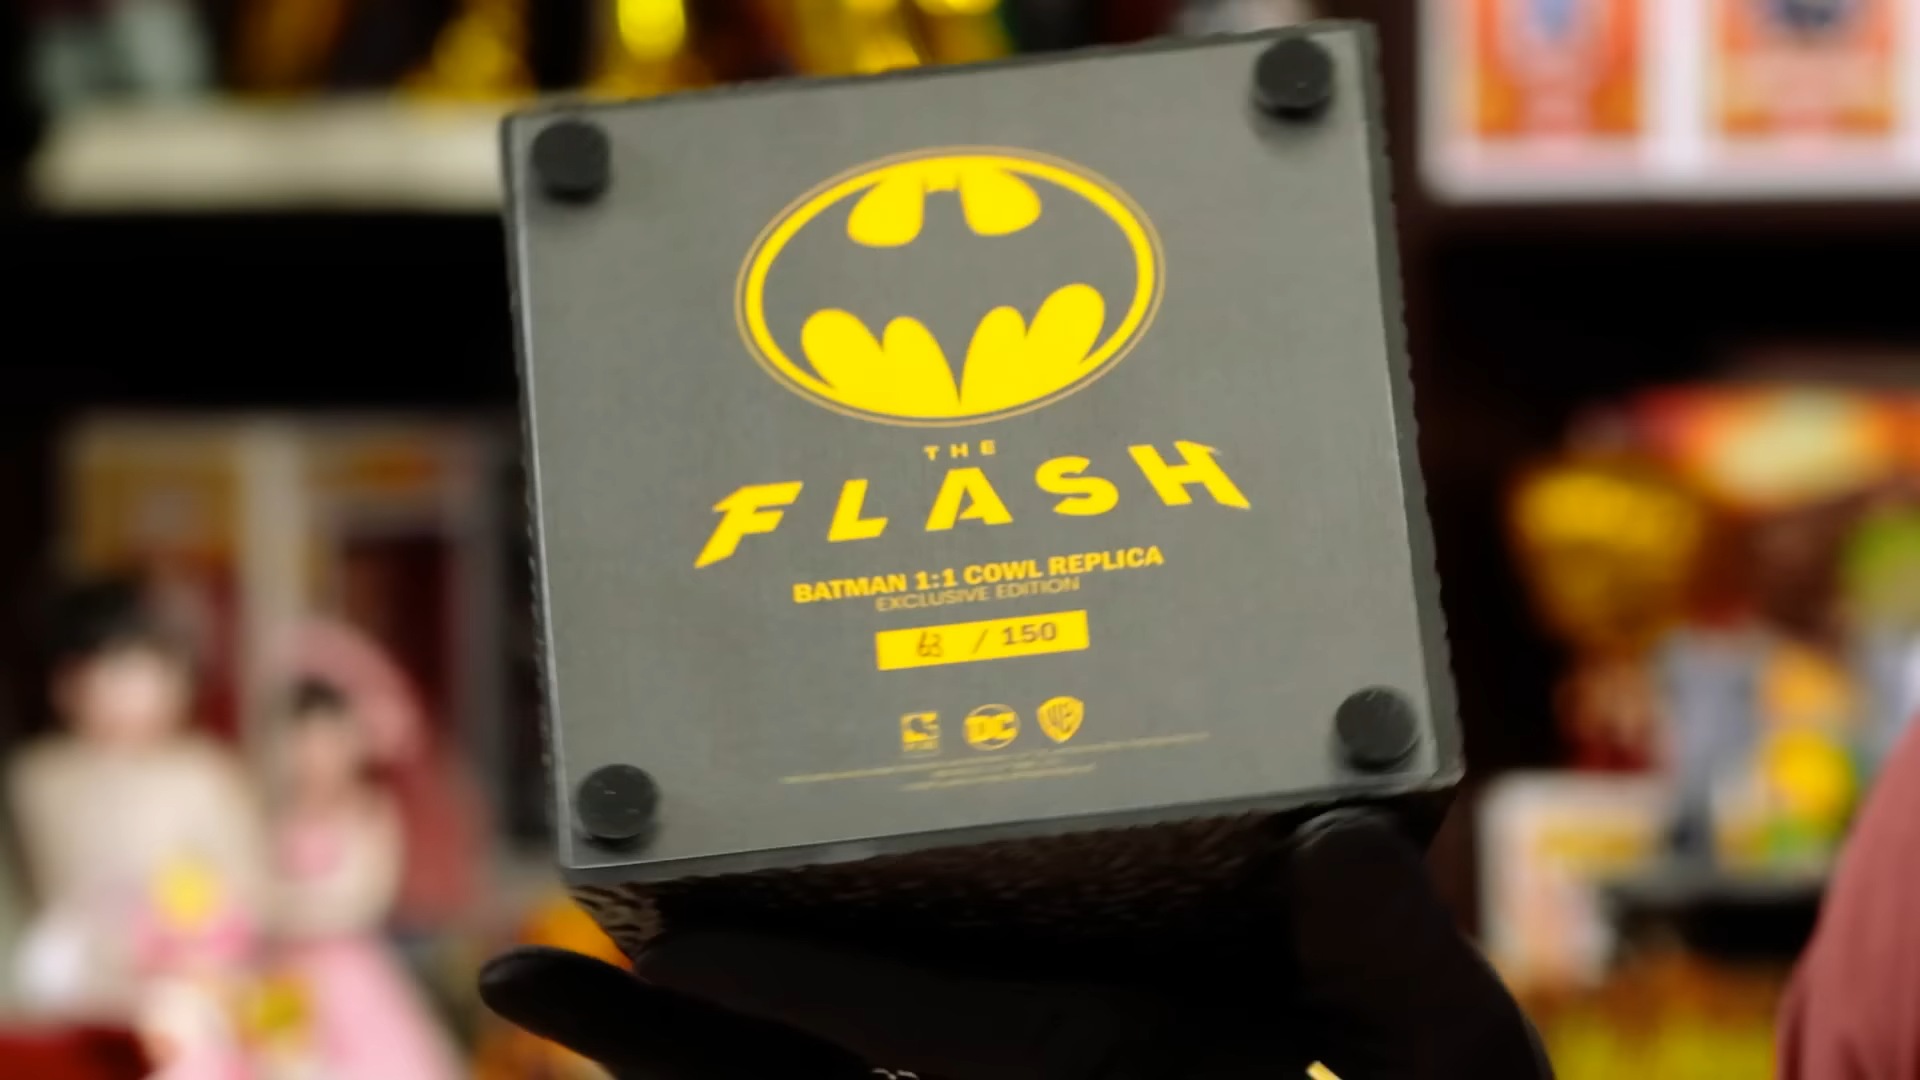 THE
FLASH
BATMAN 1:1 COWL REPLICA
EXCLUSIVE EDITION
63 / 150
DC